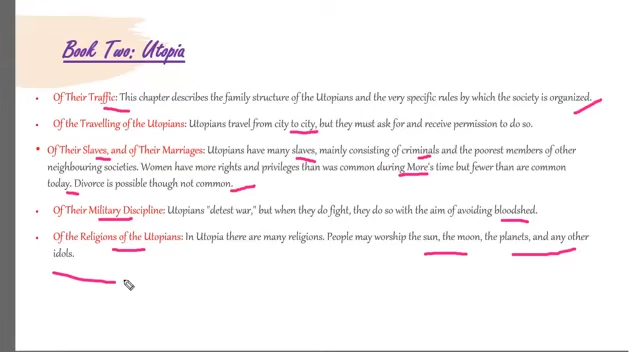 Book Two: Utopia
• Of Their Traffic: This chapter describes the family structure of the Utopians and the very specific rules by which the society is organized.
• Of the Travelling of the Utopians: Utopians travel from city to city, but they must ask for and receive permission to do so.
• Of Their Slaves, and of Their Marriages: Utopians have many slaves, mainly consisting of criminals and the poorest members of other
neighbouring societies. Women have more rights and privileges than was common during More's time but fewer than are common
today. Divorce is possible though not common.
• Of Their Military Discipline: Utopians "detest war," but when they do fight, they do so with the aim of avoiding bloodshed.
• Of the Religions of the Utopians: In Utopia there are many religions. People may worship the sun, the moon, the planets, and any other
idols.